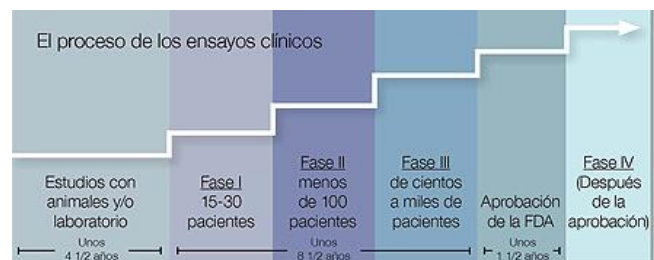 El proceso de los ensayos clínicos
Estudios con
animales y/o
laboratorio
Fase I
15-30
pacientes
Fase II
menos
de 100
pacientes
Fase III
de cientos
a miles de
pacientes
Aprobación
de la FDA
Fase IV
(Después
de la
aprobación)
Unos
4 1/2 años
Unos
8 1/2 años
Unos
1 1/2 años